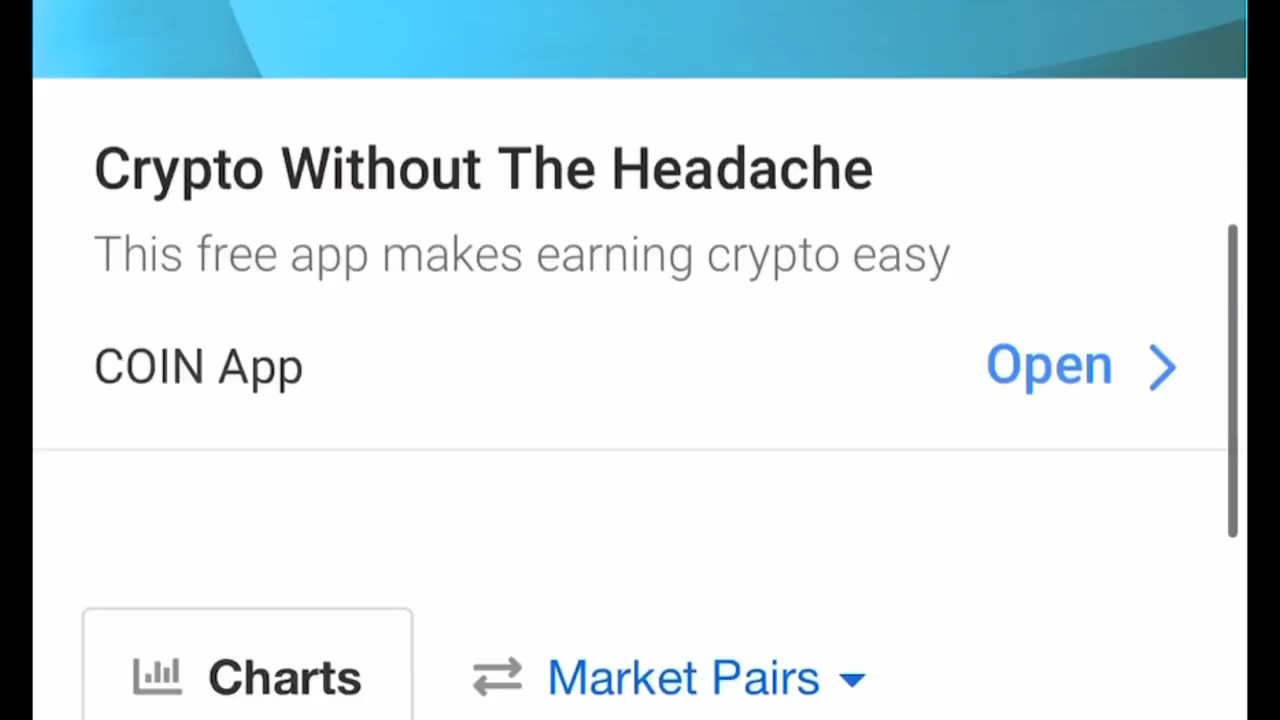 Crypto Without The Headache
This free app makes earning crypto easy
COIN App
Open
Charts
Market Pairs